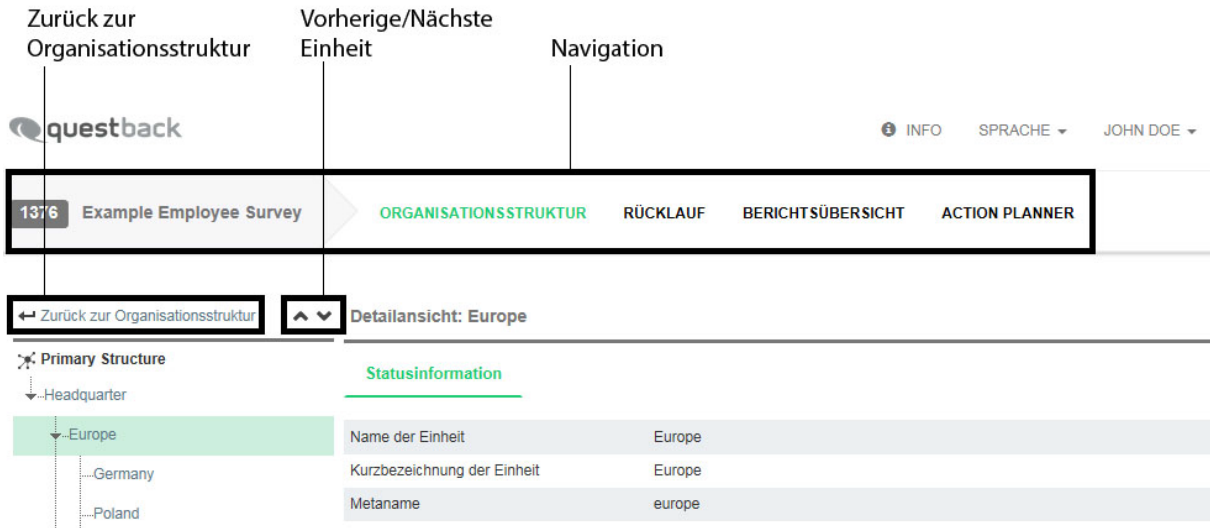 Zurück zur
Organisationsstruktur
Vorherige/Nächste
Einheit
Navigation
questback
INFO SPRACHE JOHN DOE
1376 Example Employee Survey ORGANISATIONSSTRUKTUR RÜCKLAUF BERICHTSÜBERSICHT ACTION PLANNER
Zurück zur Organisationsstruktur Detailansicht: Europe
Primary Structure
Statusinformation
Headquarter
Europe
Name der Einheit Europe
Kurzbezeichnung der Einheit Europe
Germany
Metaname europe
Poland